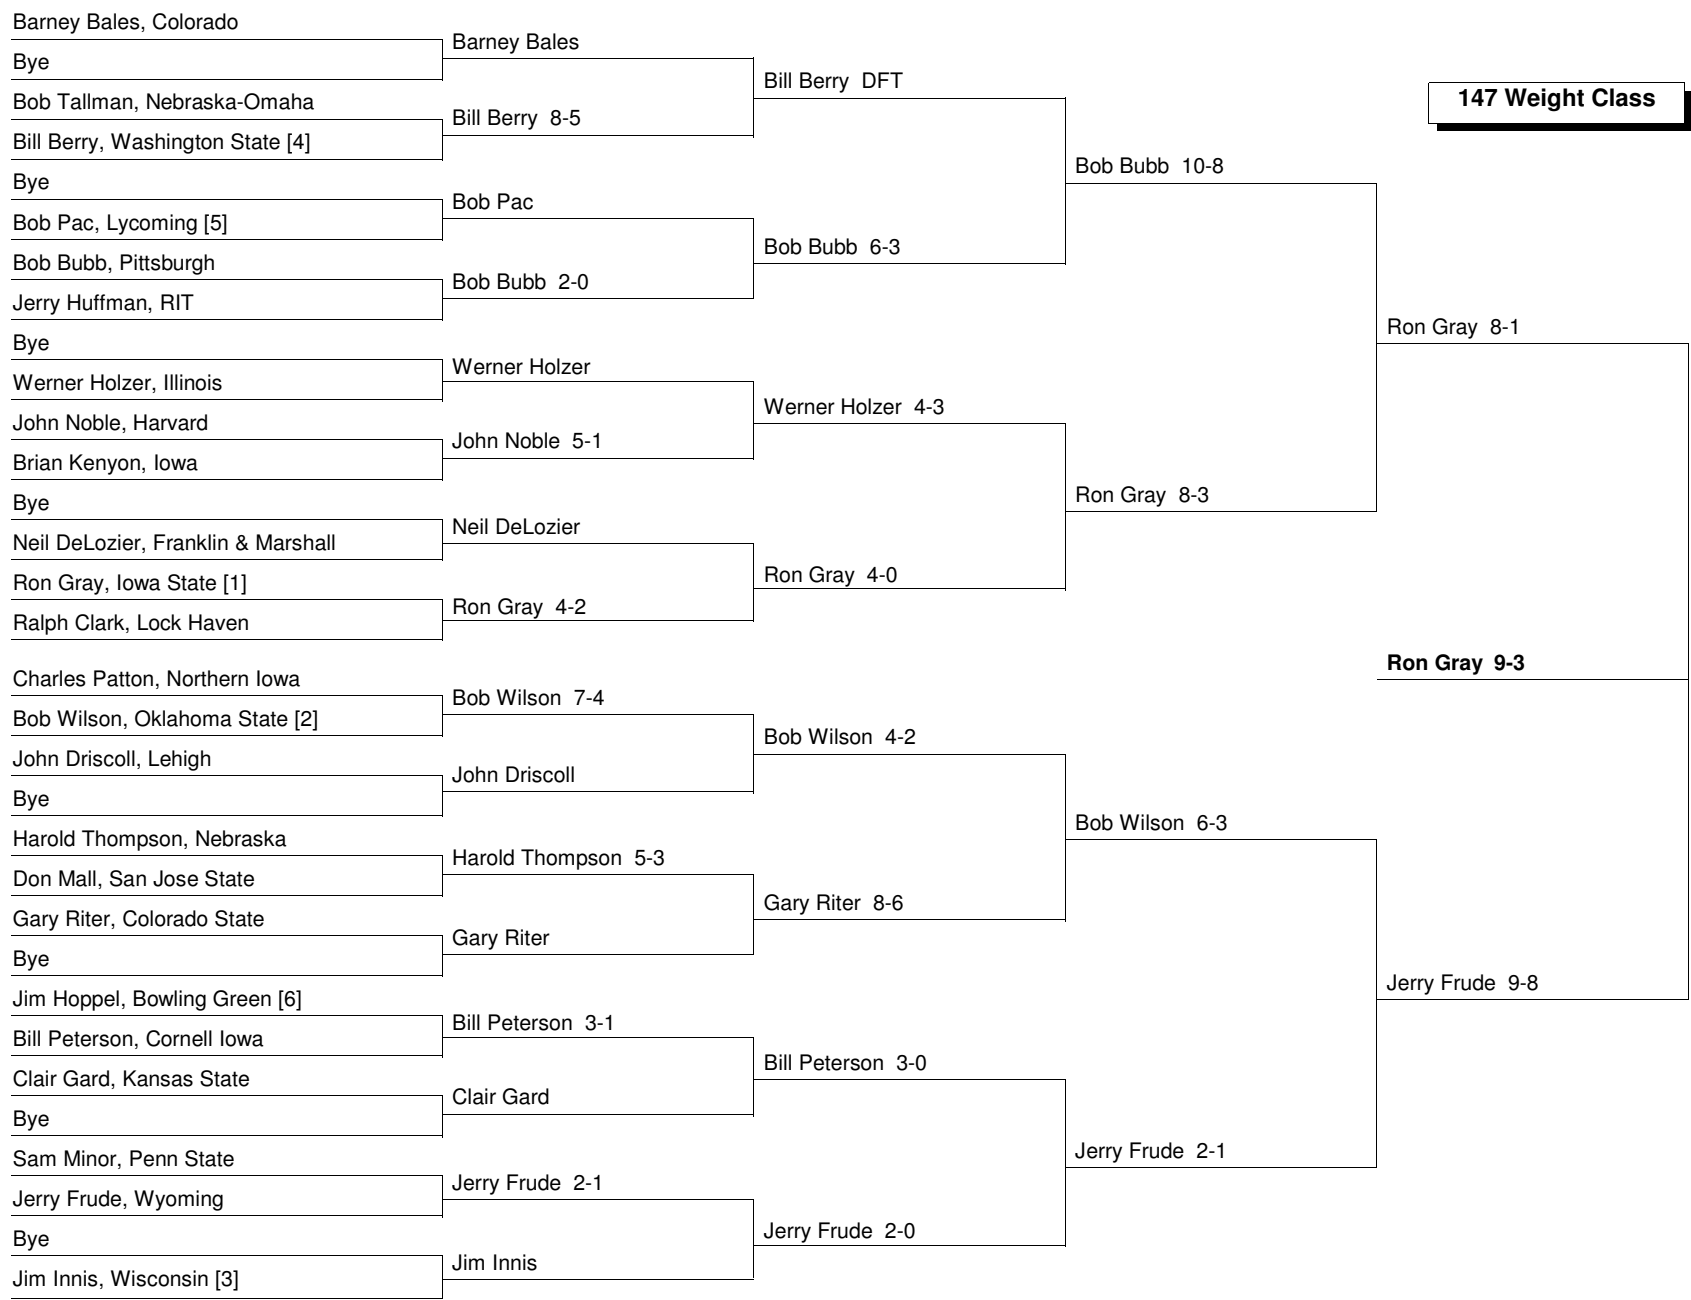 Barney Bales, Colorado
Bye
Bob Tallman, Nebraska-Omaha
Bill Berry, Washington State [4]
Bye
Bob Pac, Lycoming [5]
Bob Bubb, Pittsburgh
Jerry Huffman, RIT
Bye
Werner Holzer, Illinois
John Noble, Harvard
Brian Kenyon, Iowa
Bye
Neil DeLozier, Franklin & Marshall
Ron Gray, Iowa State [1]
Ralph Clark, Lock Haven
Charles Patton, Northern Iowa
Bob Wilson, Oklahoma State [2]
John Driscoll, Lehigh
Bye
Harold Thompson, Nebraska
Don Mall, San Jose State
Gary Riter, Colorado State
Bye
Jim Hoppel, Bowling Green [6]
Bill Peterson, Cornell Iowa
Clair Gard, Kansas State
Bye
Sam Minor, Penn State
Jerry Frude, Wyoming
Bye
Jim Innis, Wisconsin [3]
Barney Bales
Bill Berry 8-5
Bob Pac
Bob Bubb 2-0
Werner Holzer
John Noble 5-1
Neil DeLozier
Ron Gray 4-2
Bob Wilson 7-4
John Driscoll
Harold Thompson 5-3
Gary Riter
Bill Peterson 3-1
Clair Gard
Jerry Frude 2-1
Jim Innis
Bill Berry DFT
Bob Bubb 6-3
Werner Holzer 4-3
Ron Gray 4-0
Bob Wilson 4-2
Gary Riter 8-6
Bill Peterson 3-0
Jerry Frude 2-0
Bob Bubb 10-8
Ron Gray 8-3
Bob Wilson 6-3
Jerry Frude 2-1
147 Weight Class
Ron Gray 8-1
Ron Gray 9-3
Jerry Frude 9-8